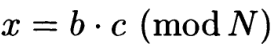 x = b · c (mod N)